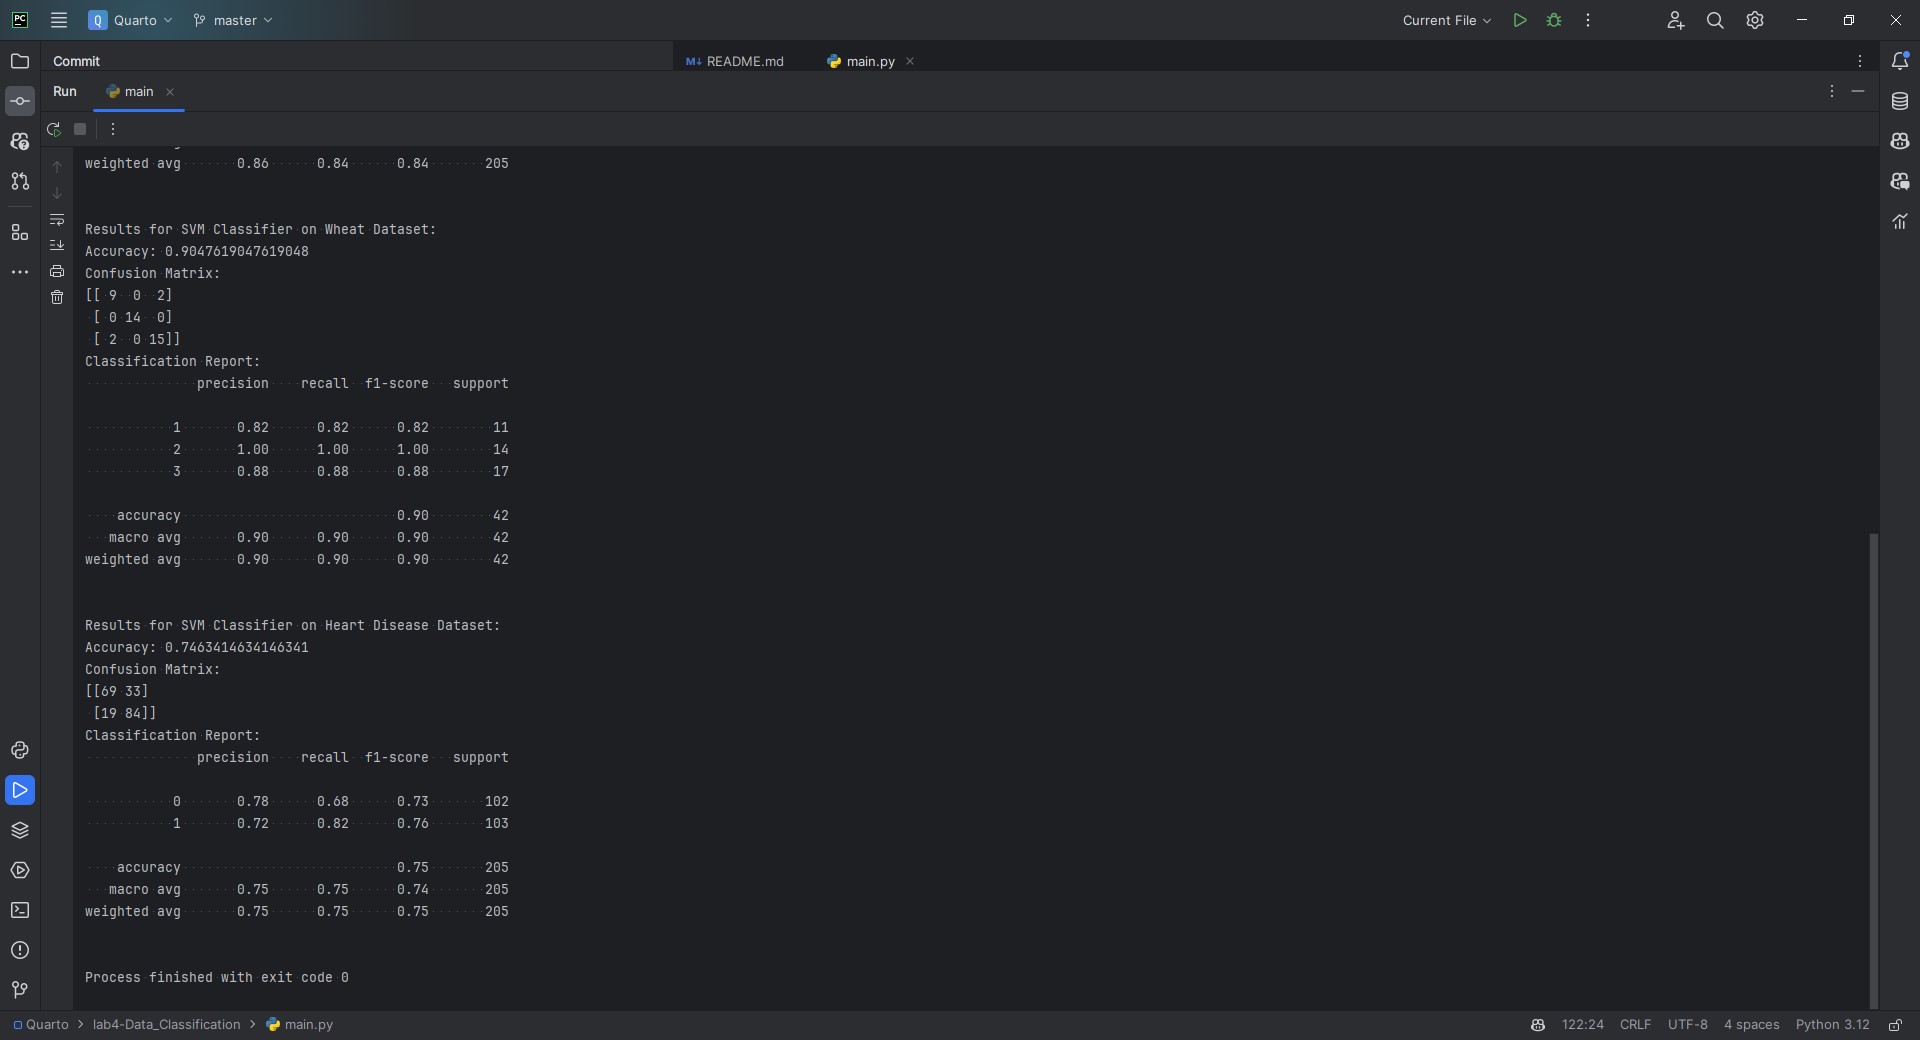 PC Q Quarto master Current File
Commit M↓ README.md main.py
Run main
weighted avg 0.86 0.84 0.84 205
Results for SVM Classifier on Wheat Dataset:
Accuracy: 0.9047619047619048
Confusion Matrix:
[[ 9  0  2]
 [ 0 14  0]
 [ 2  0 15]]
Classification Report:
precision recall f1-score support
1 0.82 0.82 0.82 11
2 1.00 1.00 1.00 14
3 0.88 0.88 0.88 17
accuracy 0.90 42
macro avg 0.90 0.90 0.90 42
weighted avg 0.90 0.90 0.90 42
Results for SVM Classifier on Heart Disease Dataset:
Accuracy: 0.7463414634146341
Confusion Matrix:
[[69 33]
 [19 84]]
Classification Report:
precision recall f1-score support
0 0.78 0.68 0.73 102
1 0.72 0.82 0.76 103
accuracy 0.75 205
macro avg 0.75 0.75 0.74 205
weighted avg 0.75 0.75 0.75 205
Process finished with exit code 0
Quarto > lab4-Data_Classification > main.py 122:24 CRLF UTF-8 4 spaces Python 3.12